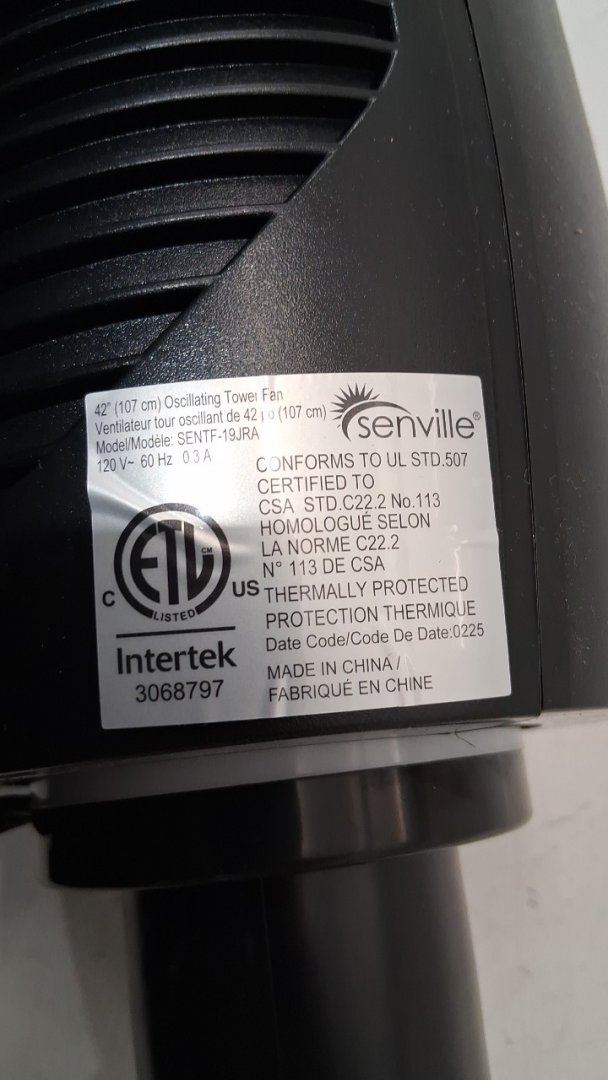 42" (107 cm) Oscillating Tower Fan
Ventilateur tour oscillant de 42 po (107 cm)
Model/Modèle: SENTF-19JRA
120 V~ 60 Hz 0.3 A
senville®
CONFORMS TO UL STD.507
CERTIFIED TO
CSA STD.C22.2 No.113
HOMOLOGUÉ SELON
LA NORME C22.2
N° 113 DE CSA
THERMALLY PROTECTED
PROTECTION THERMIQUE
Date Code/Code De Date:0225
MADE IN CHINA /
FABRIQUÉ EN CHINE
ETL CM
LISTED
C US
Intertek
3068797